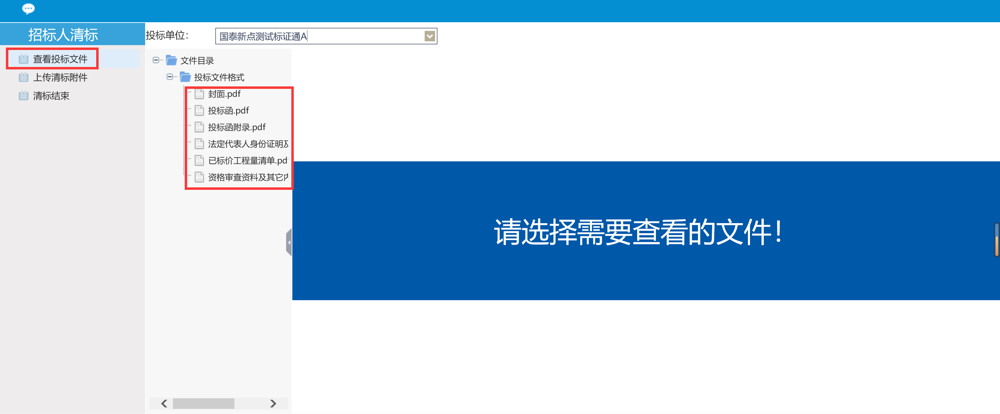 招标人清标
查看投标文件
上传清标附件
清标结束
投标单位：
国泰新点测试标证通A
文件目录
投标文件格式
封面.pdf
投标函.pdf
投标函附录.pdf
法定代表人身份证明及
已标价工程量清单.pdf
资格审查资料及其它内
请选择需要查看的文件！